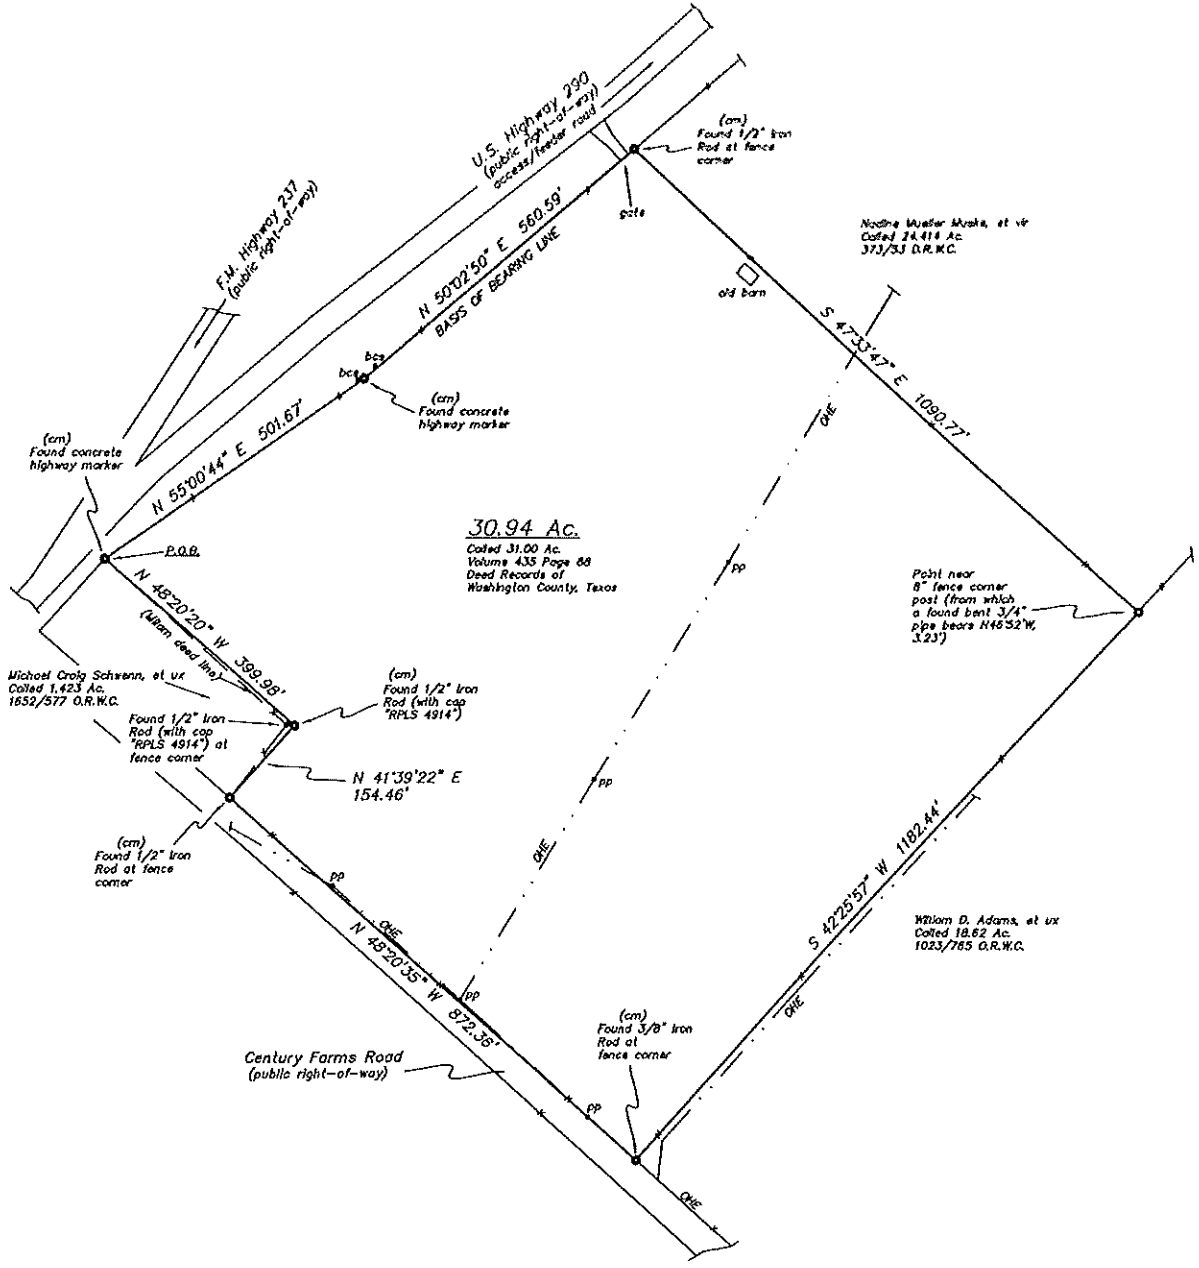 U.S. Highway 290
(public right-of-way)
access/feeder road
F.M. Highway 237
(public right-of-way)
(cm)
Found 1/2" Iron
Rod at fence
corner
gate
N 50°02'50" E 560.59'
BASIS OF BEARING LINE
Nadine Mueller Muske, et vir
Called 24.414 Ac.
373/53 D.R.W.C.
old barn
S 47°33'47" E 1090.77'
OHE
bcs
bcs
(cm)
Found concrete
highway marker
N 55°00'44" E 501.67'
(cm)
Found concrete
highway marker
P.O.B.
30.94 Ac.
Called 31.00 Ac.
Volume 435 Page 88
Deed Records of
Washington County, Texas
PP
Point near
8" fence corner
post (from which
a found bent 3/4"
pipe bears N46°52'W,
3.23')
N 48°20'20" W 399.98'
(Milam deed line)
Michael Craig Schwenn, et ux
Called 1.423 Ac.
1652/577 O.R.W.C.
(cm)
Found 1/2" Iron
Rod (with cap
"RPLS 4914")
Found 1/2" Iron
Rod (with cap
"RPLS 4914") at
fence corner
N 41°39'22" E
154.46'
PP
(cm)
Found 1/2" Iron
Rod at fence
corner
OHE
S 42°25'57" W 1182.44'
PP
OHE
N 48°20'35" W 872.36'
PP
William D. Adams, et ux
Called 18.62 Ac.
1023/765 O.R.W.C.
OHE
(cm)
Found 3/8" Iron
Rod at
fence corner
Century Farms Road
(public right-of-way)
PP
OHE